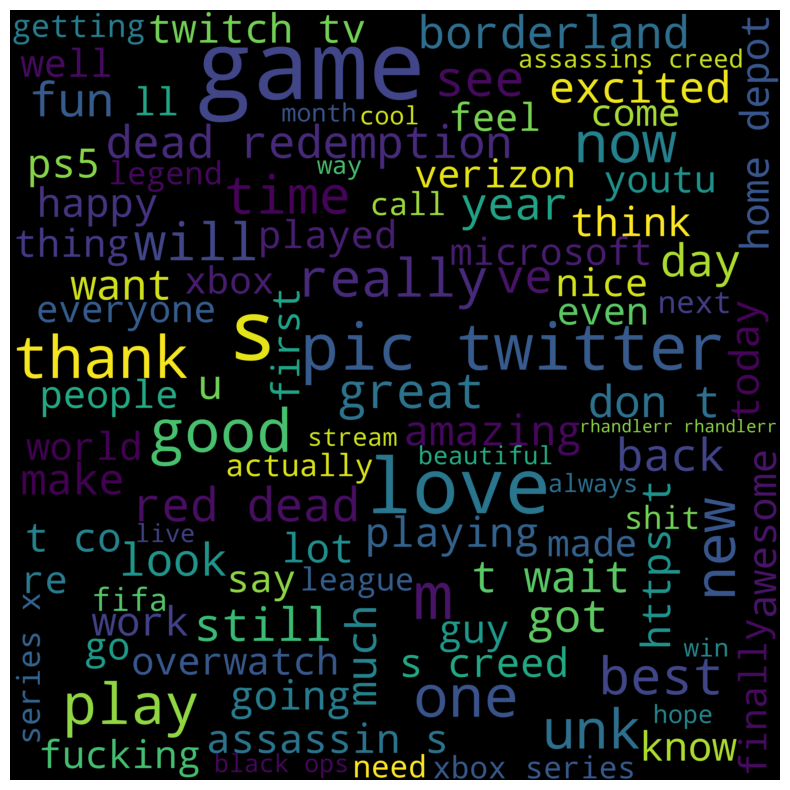 getting twitch tv borderland
game
assassins creed
well see excited
fun ll month cool feel come
dead redemption now
home depot
ps5 legend way verizon youtu
happy time call year think
thing will played microsoft day
want xbox really ve nice
everyone even next
s first today
thank pic twitter
people u great don t
good stream amazing rhandlerr rhandlerr
world actually beautiful back
make love always
red dead shit
t co live playing made new
look lot https t awesome
re say league m t wait
series x fifa
work still much guy got
go overwatch s creed win
play going one best finally
assassin s unk hope
fucking black ops need xbox series know